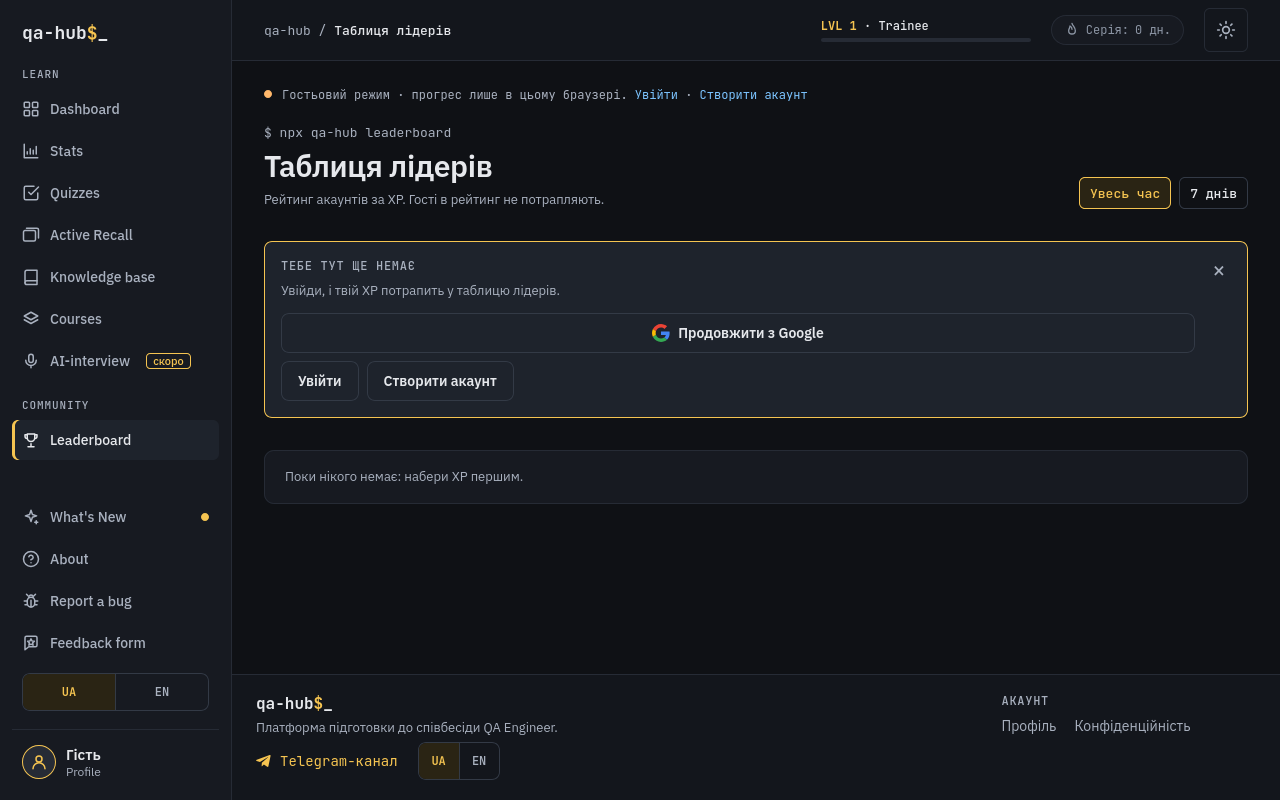 qa-hub$_
LEARN
Dashboard
Stats
Quizzes
Active Recall
Knowledge base
Courses
AI-interview скоро
COMMUNITY
Leaderboard
What's New
About
Report a bug
Feedback form
UA EN
Гість
Profile
qa-hub / Таблиця лідерів
LVL 1 · Trainee
Серія: 0 дн.
Гостьовий режим · прогрес лише в цьому браузері. Увійти · Створити акаунт
$ npx qa-hub leaderboard
Таблиця лідерів
Рейтинг акаунтів за XP. Гості в рейтинг не потрапляють.
Увесь час 7 днів
ТЕБЕ ТУТ ЩЕ НЕМАЄ
Увійди, і твій XP потрапить у таблицю лідерів.
Продовжити з Google
Увійти Створити акаунт
Поки нікого немає: набери XP першим.
qa-hub$_
Платформа підготовки до співбесіди QA Engineer.
Telegram-канал UA EN
АКАУНТ
Профіль Конфіденційність